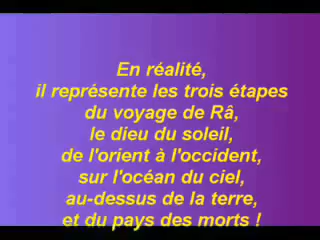 En réalité,
il représente les trois étapes
du voyage de Râ,
le dieu du soleil,
de l'orient à l'occident,
sur l'océan du ciel,
au-dessus de la terre,
et du pays des morts !